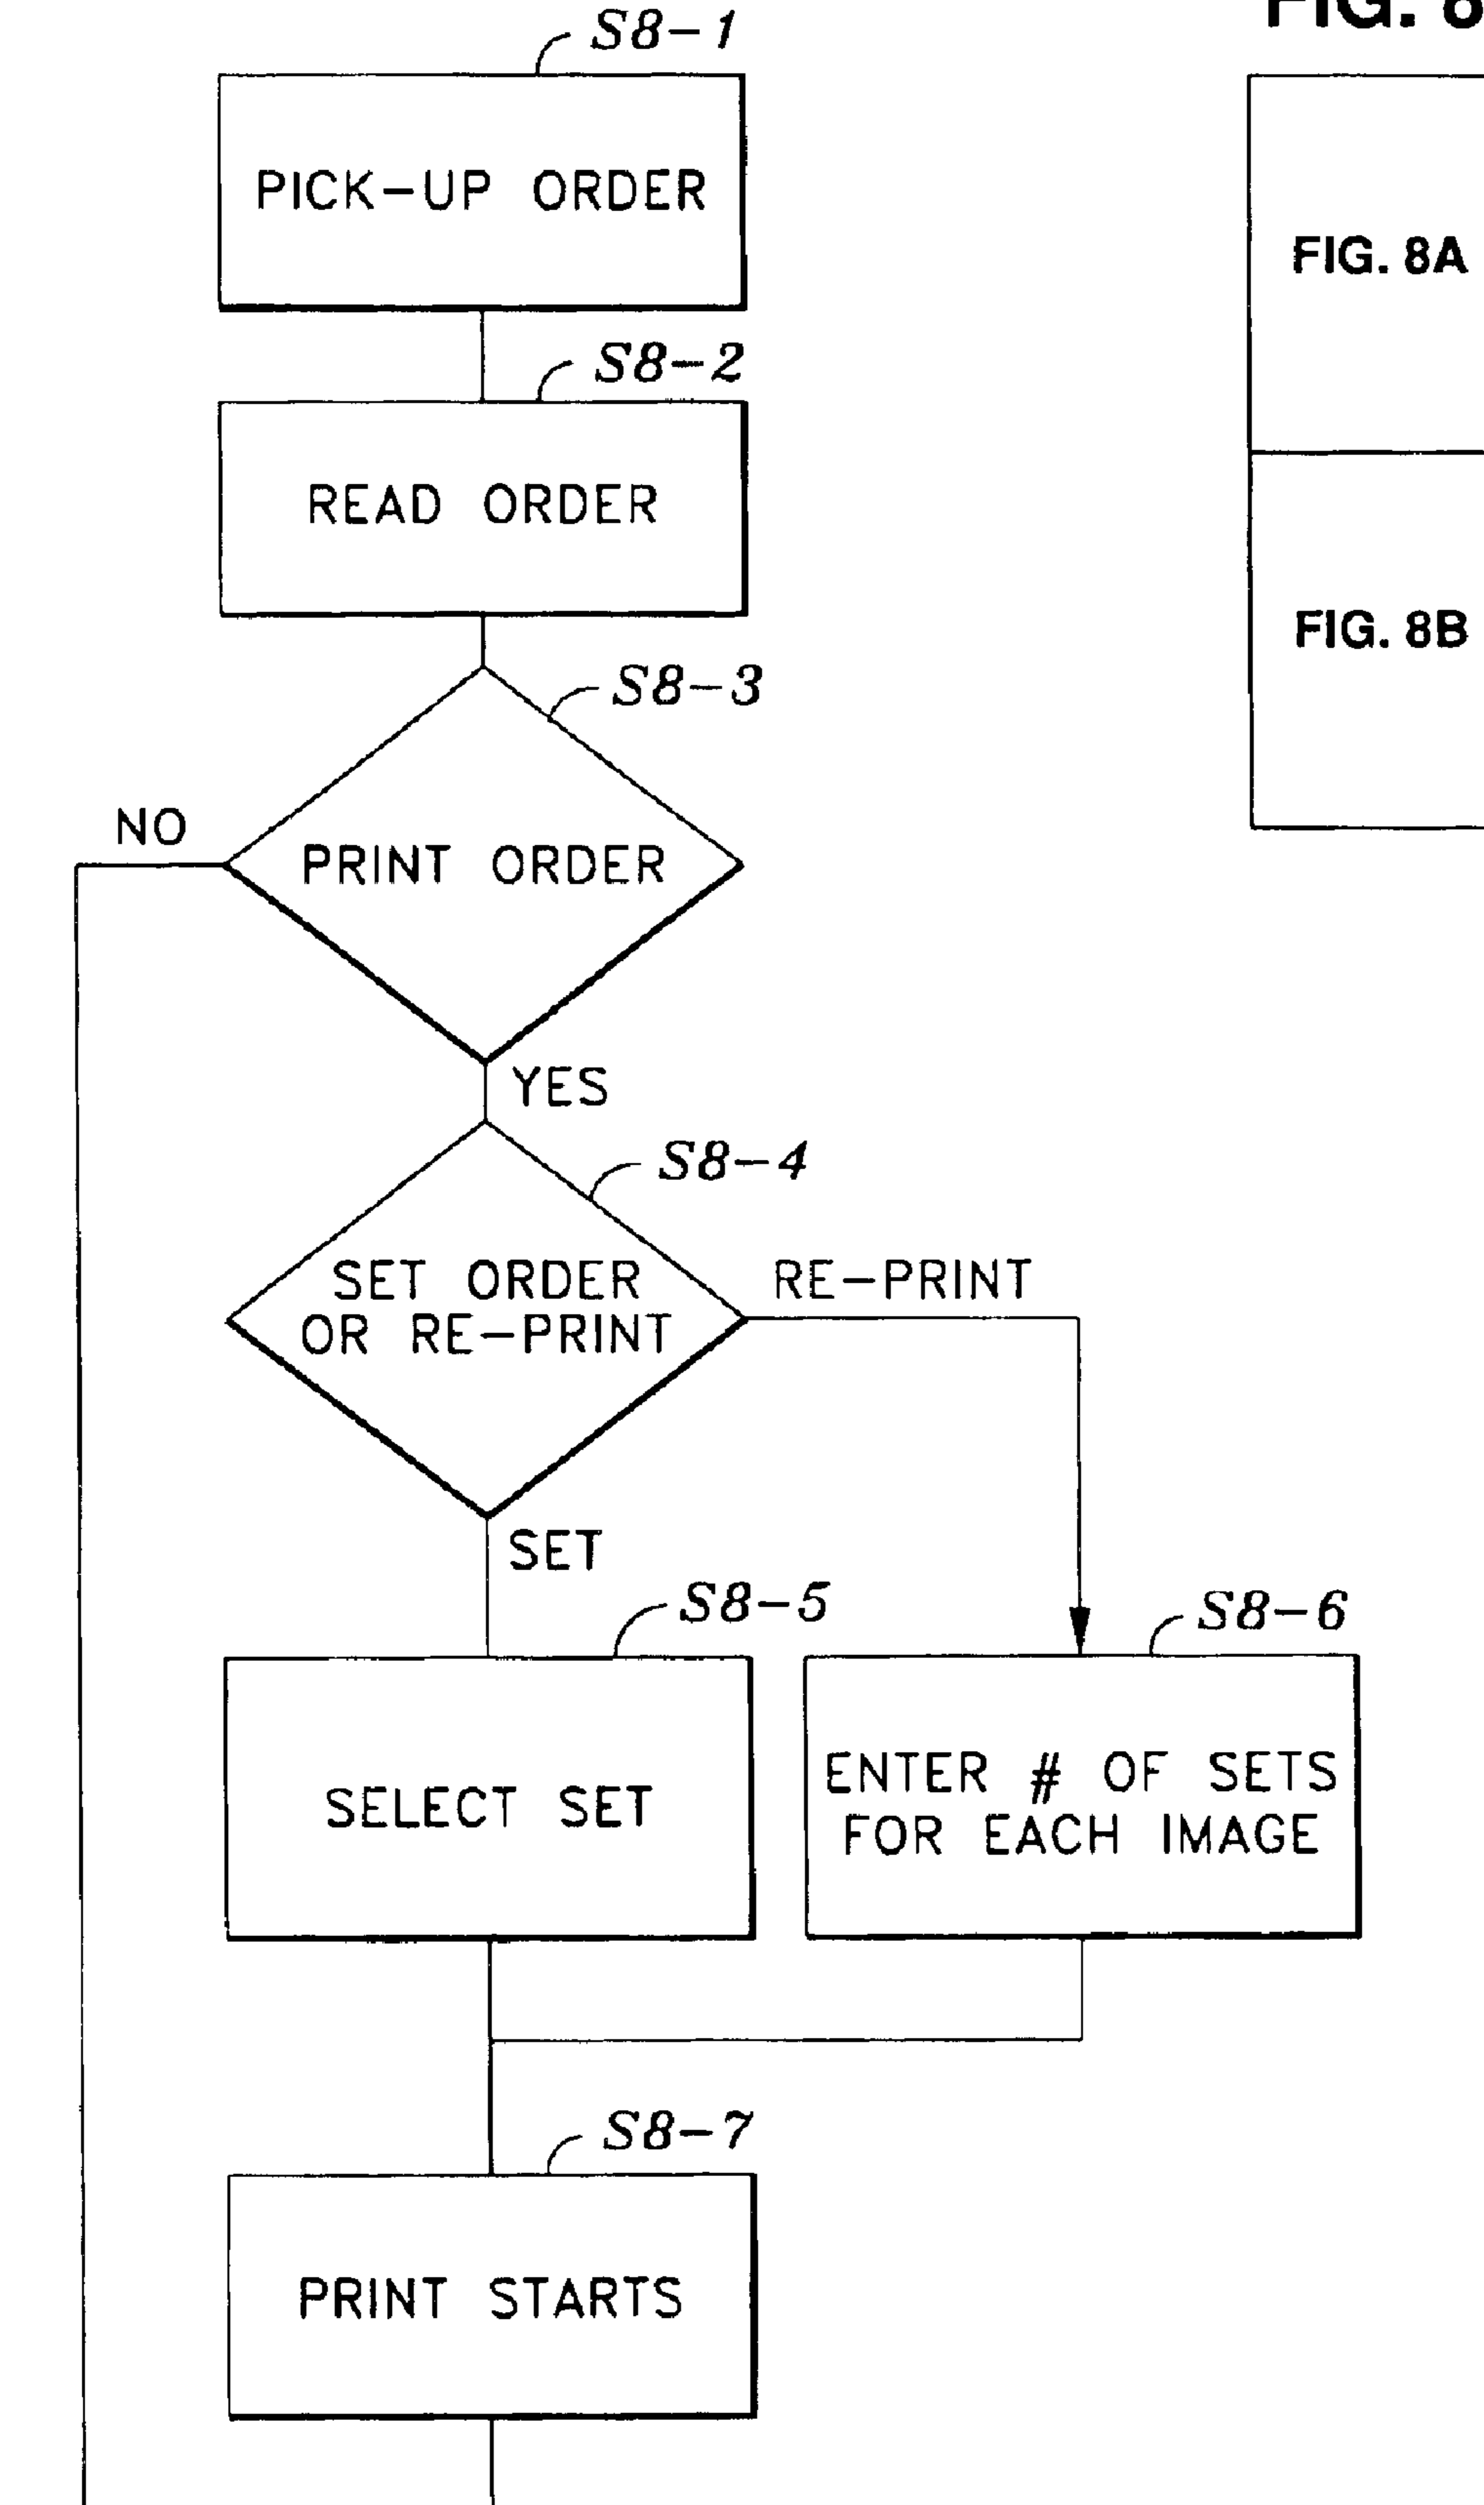 FIG. 8
S8-1
PICK-UP ORDER
FIG. 8A
S8-2
READ ORDER
FIG. 8B
S8-3
NO
PRINT ORDER
YES
S8-4
SET ORDER
OR RE-PRINT
RE-PRINT
SET
S8-5
S8-6
SELECT SET
ENTER # OF SETS
FOR EACH IMAGE
S8-7
PRINT STARTS